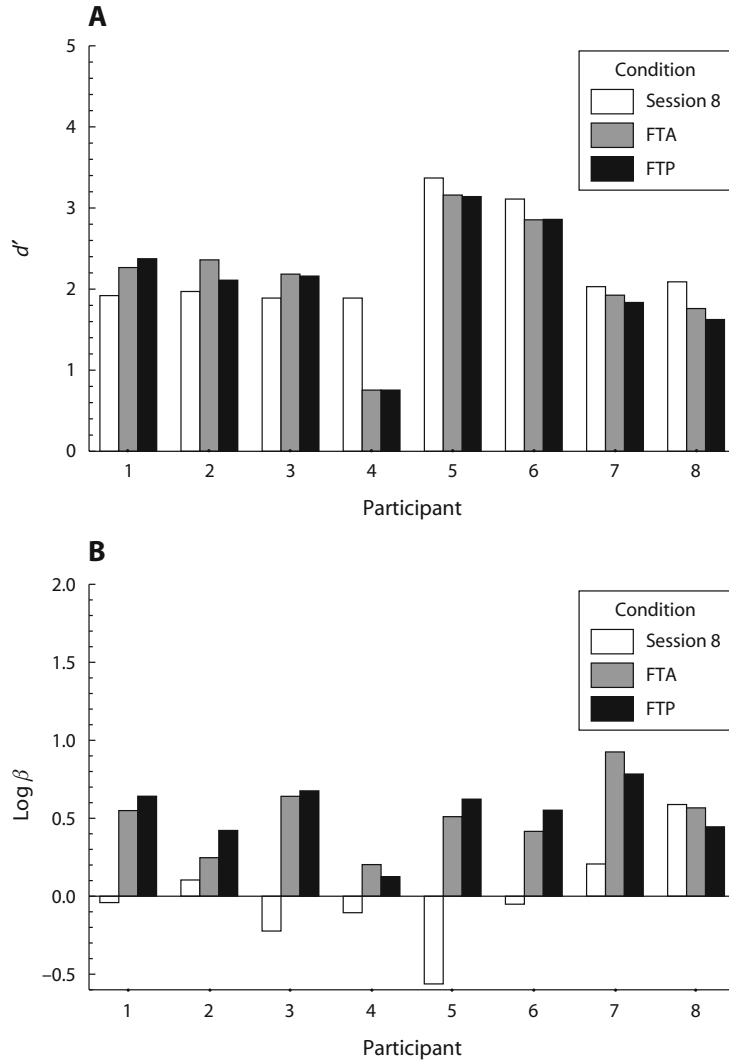 A
5
4
3
2
1
0
d′
Condition
Session 8
FTA
FTP
1 2 3 4 5 6 7 8
Participant
B
2.0
1.5
1.0
0.5
0.0
−0.5
Log β
Condition
Session 8
FTA
FTP
1 2 3 4 5 6 7 8
Participant